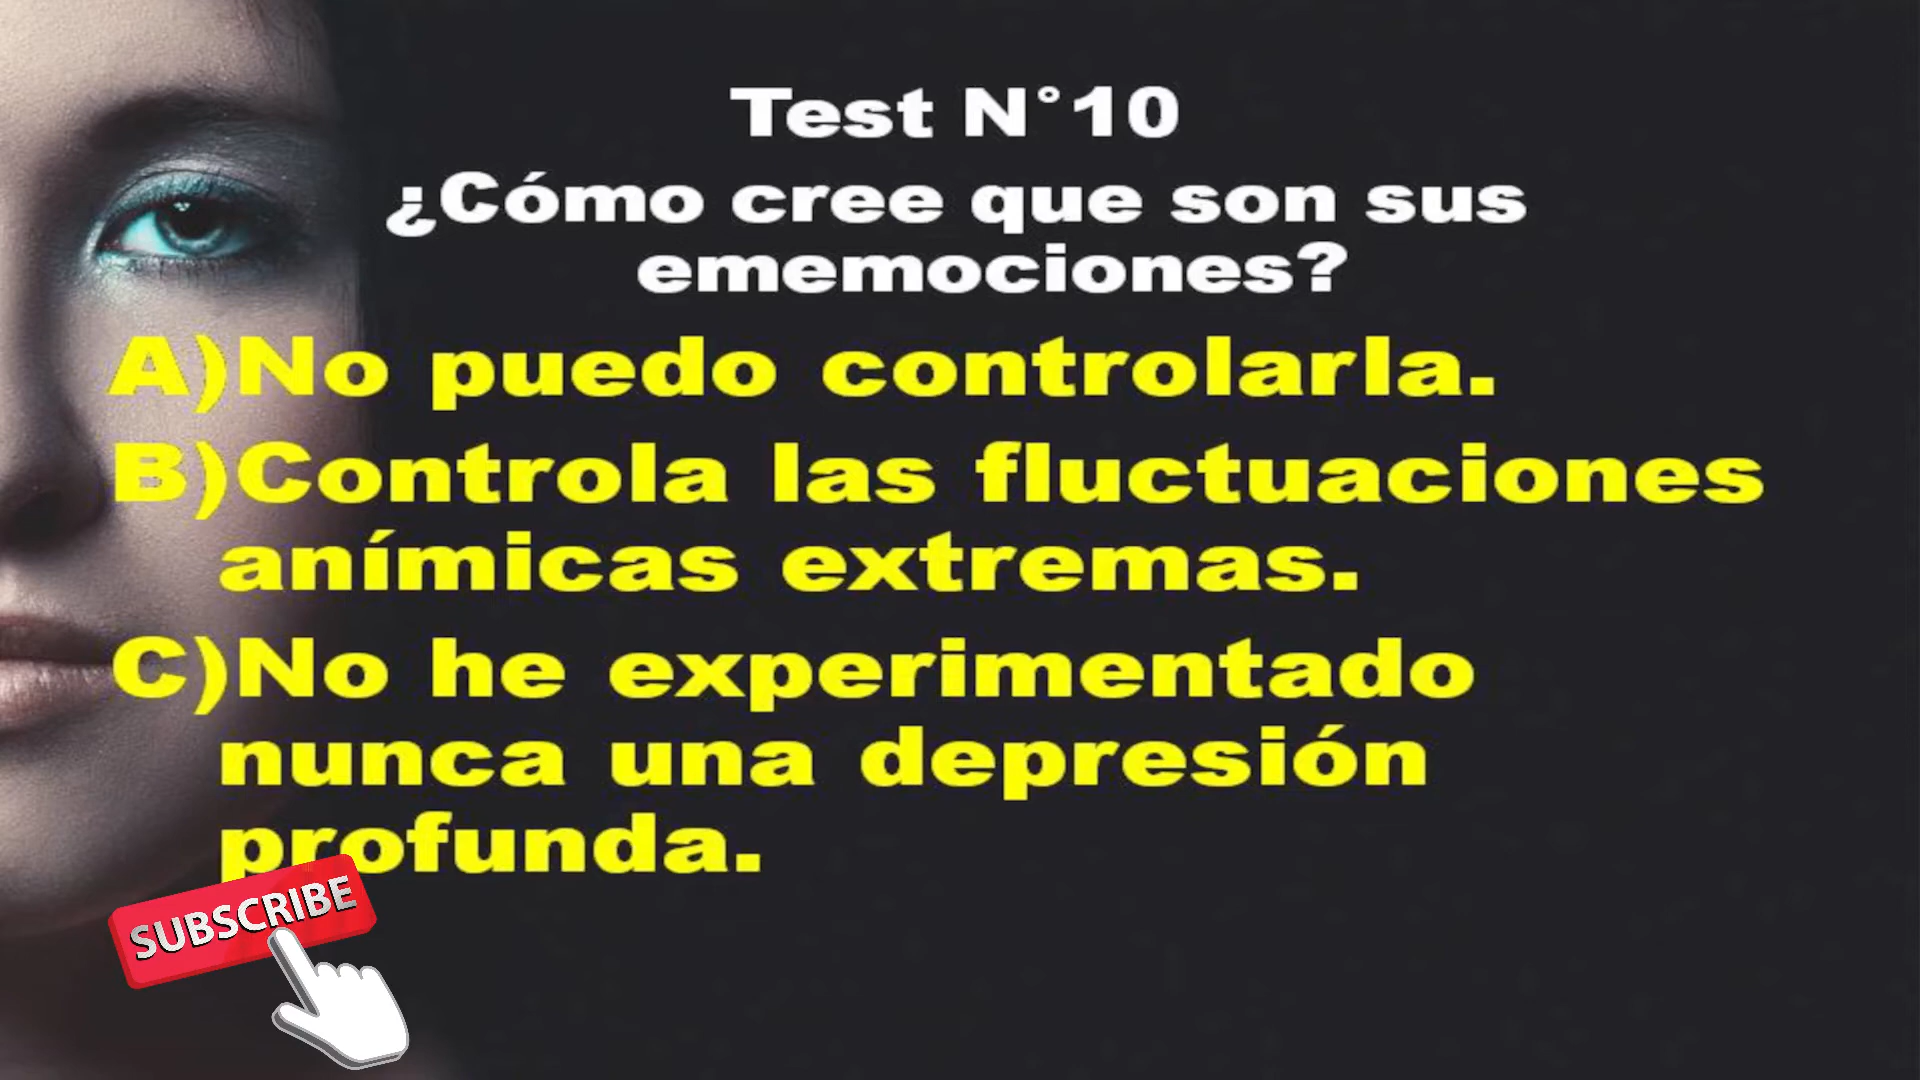 Test N°10
¿Cómo cree que son sus
ememociones?
A)No puedo controlarla.
B)Controla las fluctuaciones
anímicas extremas.
C)No he experimentado
nunca una depresión
profunda.
SUBSCRIBE